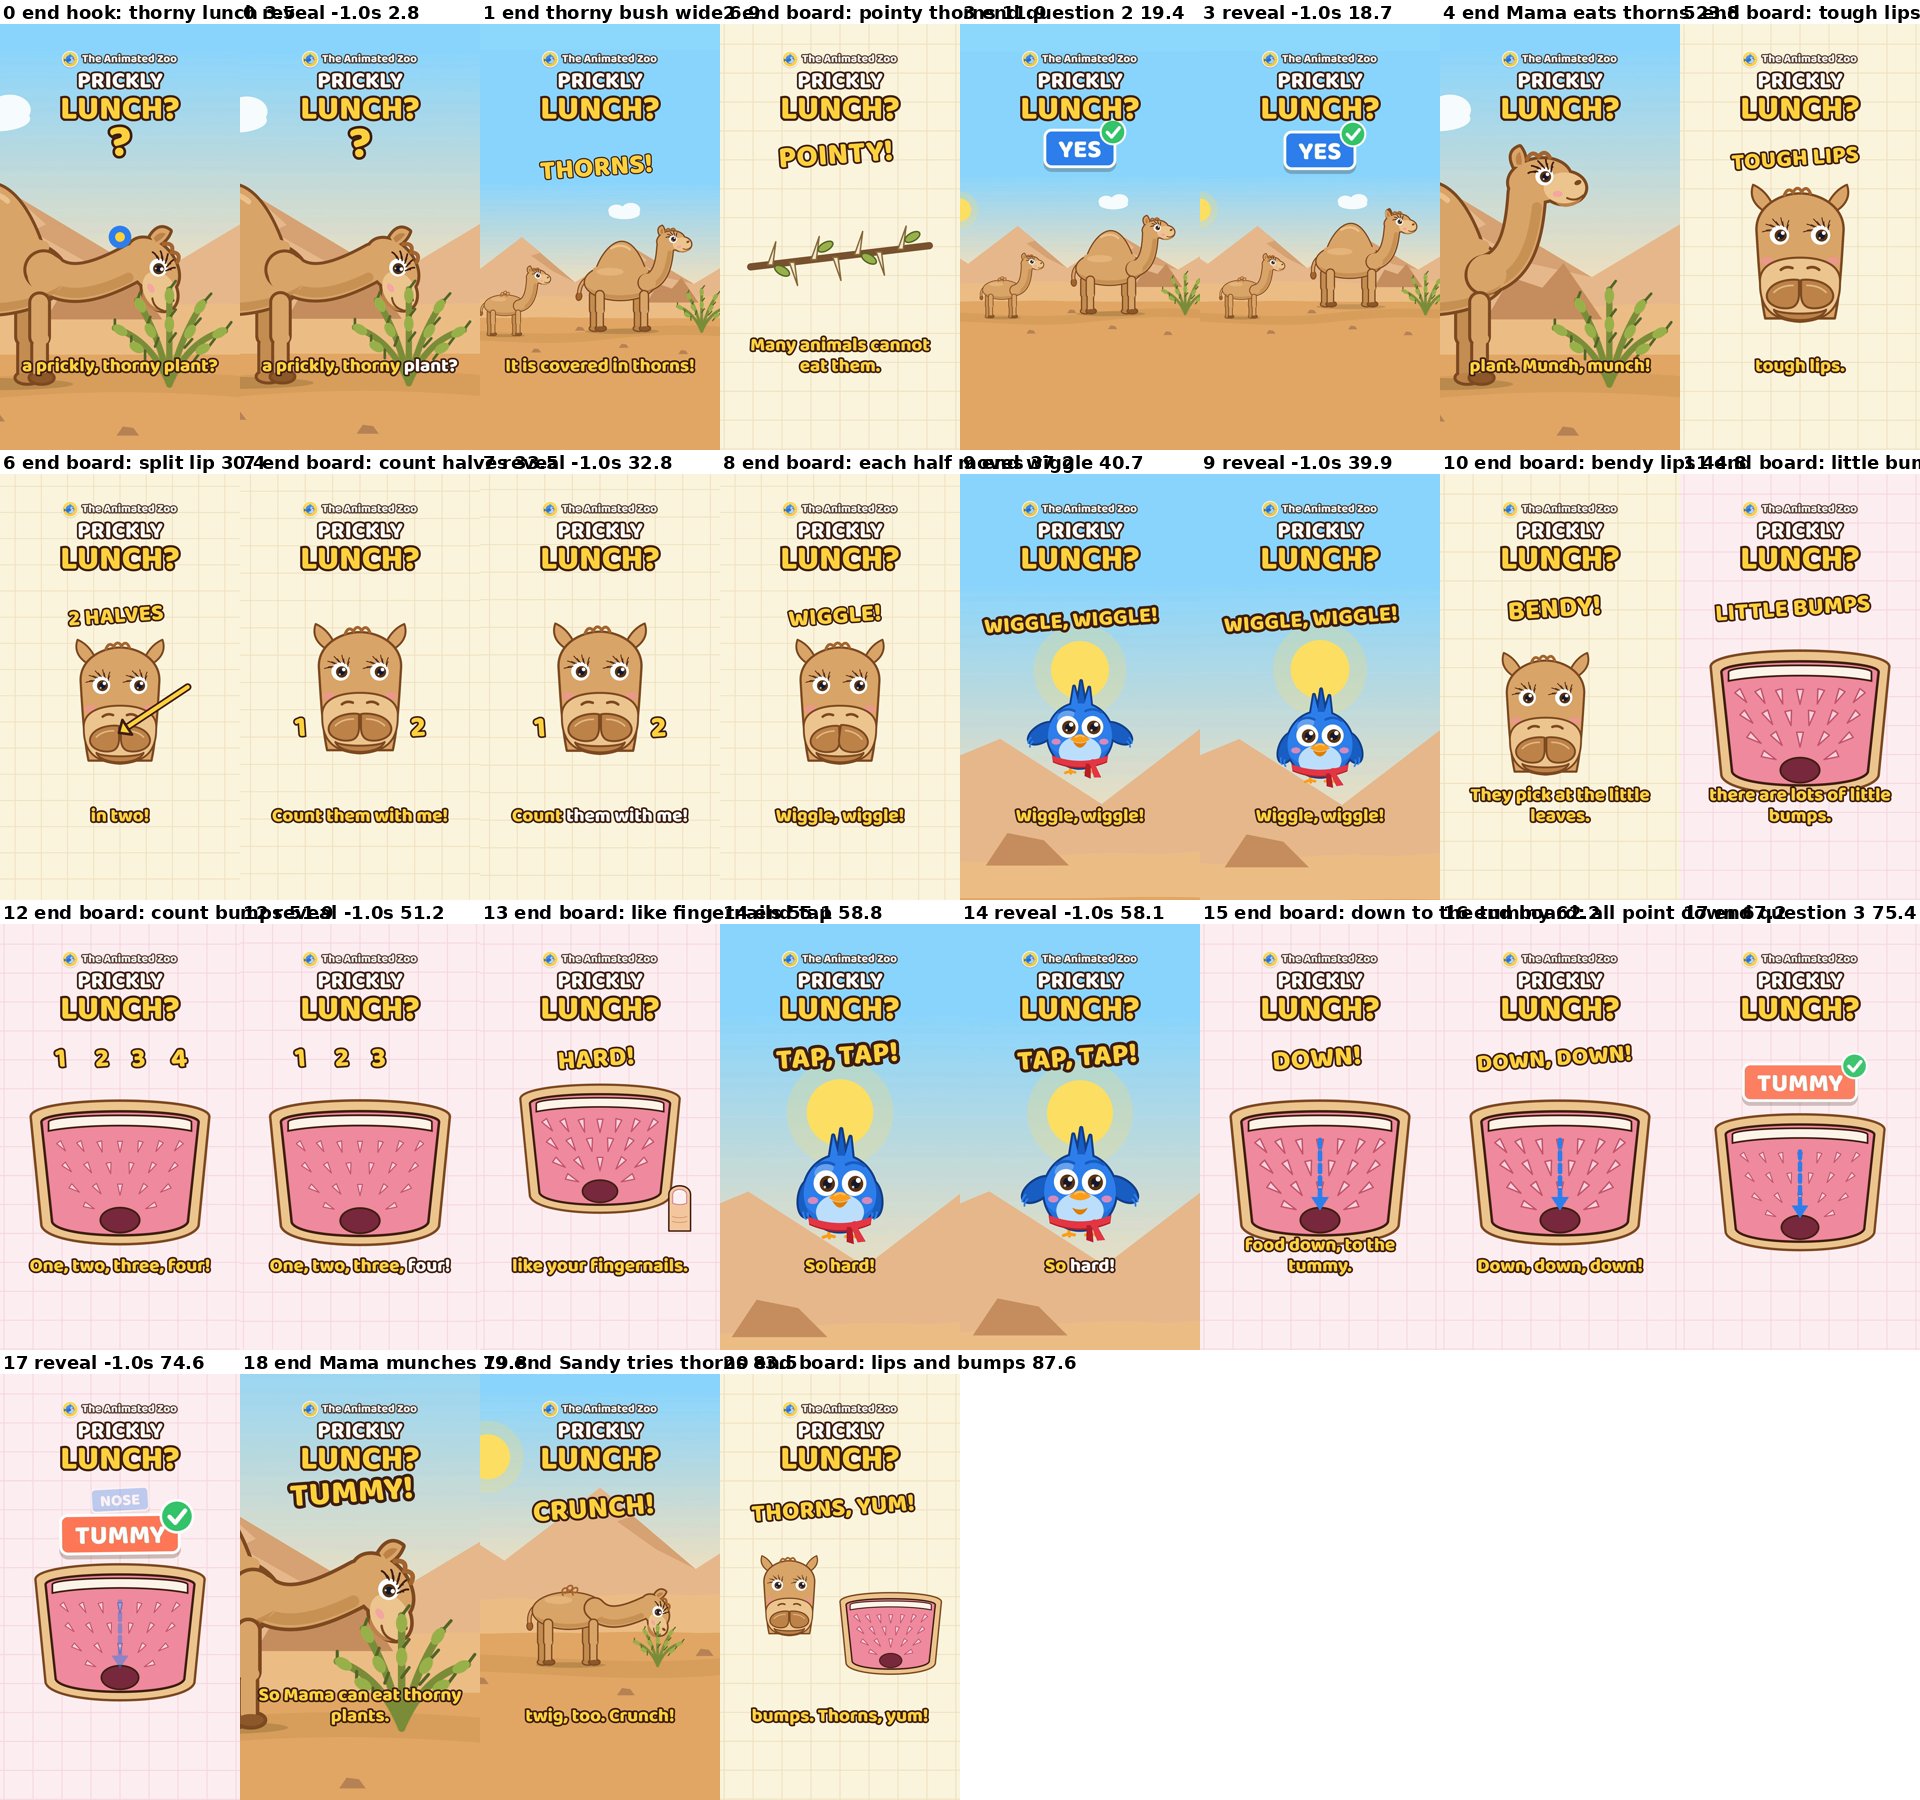 0 end hook: thorny lunch 3.5
0 reveal -1.0s 2.8
1 end thorny bush wide 6.9
2 end board: pointy thorns 11.9
3 end question 2 19.4
3 reveal -1.0s 18.7
4 end Mama eats thorns 23.8
5 end board: tough lips
The Animated Zoo
PRICKLY
LUNCH?
?
a prickly, thorny plant?
The Animated Zoo
PRICKLY
LUNCH?
?
a prickly, thorny plant?
The Animated Zoo
PRICKLY
LUNCH?
THORNS!
It is covered in thorns!
The Animated Zoo
PRICKLY
LUNCH?
POINTY!
Many animals cannot
eat them.
The Animated Zoo
PRICKLY
LUNCH?
YES
The Animated Zoo
PRICKLY
LUNCH?
YES
The Animated Zoo
PRICKLY
LUNCH?
plant. Munch, munch!
The Animated Zoo
PRICKLY
LUNCH?
TOUGH LIPS
tough lips.
6 end board: split lip 30.4
7 end board: count halves 33.5
7 reveal -1.0s 32.8
8 end board: each half moves 37.2
9 end wiggle 40.7
9 reveal -1.0s 39.9
10 end board: bendy lips 44.8
11 end board: little bum
The Animated Zoo
PRICKLY
LUNCH?
2 HALVES
in two!
The Animated Zoo
PRICKLY
LUNCH?
1 2
Count them with me!
The Animated Zoo
PRICKLY
LUNCH?
1 2
Count them with me!
The Animated Zoo
PRICKLY
LUNCH?
WIGGLE!
Wiggle, wiggle!
The Animated Zoo
PRICKLY
LUNCH?
WIGGLE, WIGGLE!
Wiggle, wiggle!
The Animated Zoo
PRICKLY
LUNCH?
WIGGLE, WIGGLE!
Wiggle, wiggle!
The Animated Zoo
PRICKLY
LUNCH?
BENDY!
They pick at the little
leaves.
The Animated Zoo
PRICKLY
LUNCH?
LITTLE BUMPS
there are lots of little
bumps.
12 end board: count bumps 51.9
12 reveal -1.0s 51.2
13 end board: like fingernails 55.1
14 end tap 58.8
14 reveal -1.0s 58.1
15 end board: down to the tummy 62.2
16 end board: all point down 67.2
17 end question 3 75.4
The Animated Zoo
PRICKLY
LUNCH?
1 2 3 4
One, two, three, four!
The Animated Zoo
PRICKLY
LUNCH?
1 2 3
One, two, three, four!
The Animated Zoo
PRICKLY
LUNCH?
HARD!
like your fingernails.
The Animated Zoo
PRICKLY
LUNCH?
TAP, TAP!
So hard!
The Animated Zoo
PRICKLY
LUNCH?
TAP, TAP!
So hard!
The Animated Zoo
PRICKLY
LUNCH?
DOWN!
food down, to the
tummy.
The Animated Zoo
PRICKLY
LUNCH?
DOWN, DOWN!
Down, down, down!
The Animated Zoo
PRICKLY
LUNCH?
TUMMY
17 reveal -1.0s 74.6
18 end Mama munches 79.8
19 end Sandy tries thorns 83.5
20 end board: lips and bumps 87.6
The Animated Zoo
PRICKLY
LUNCH?
NOSE
TUMMY
The Animated Zoo
PRICKLY
LUNCH?
TUMMY!
So Mama can eat thorny
plants.
The Animated Zoo
PRICKLY
LUNCH?
CRUNCH!
twig, too. Crunch!
The Animated Zoo
PRICKLY
LUNCH?
THORNS, YUM!
bumps. Thorns, yum!